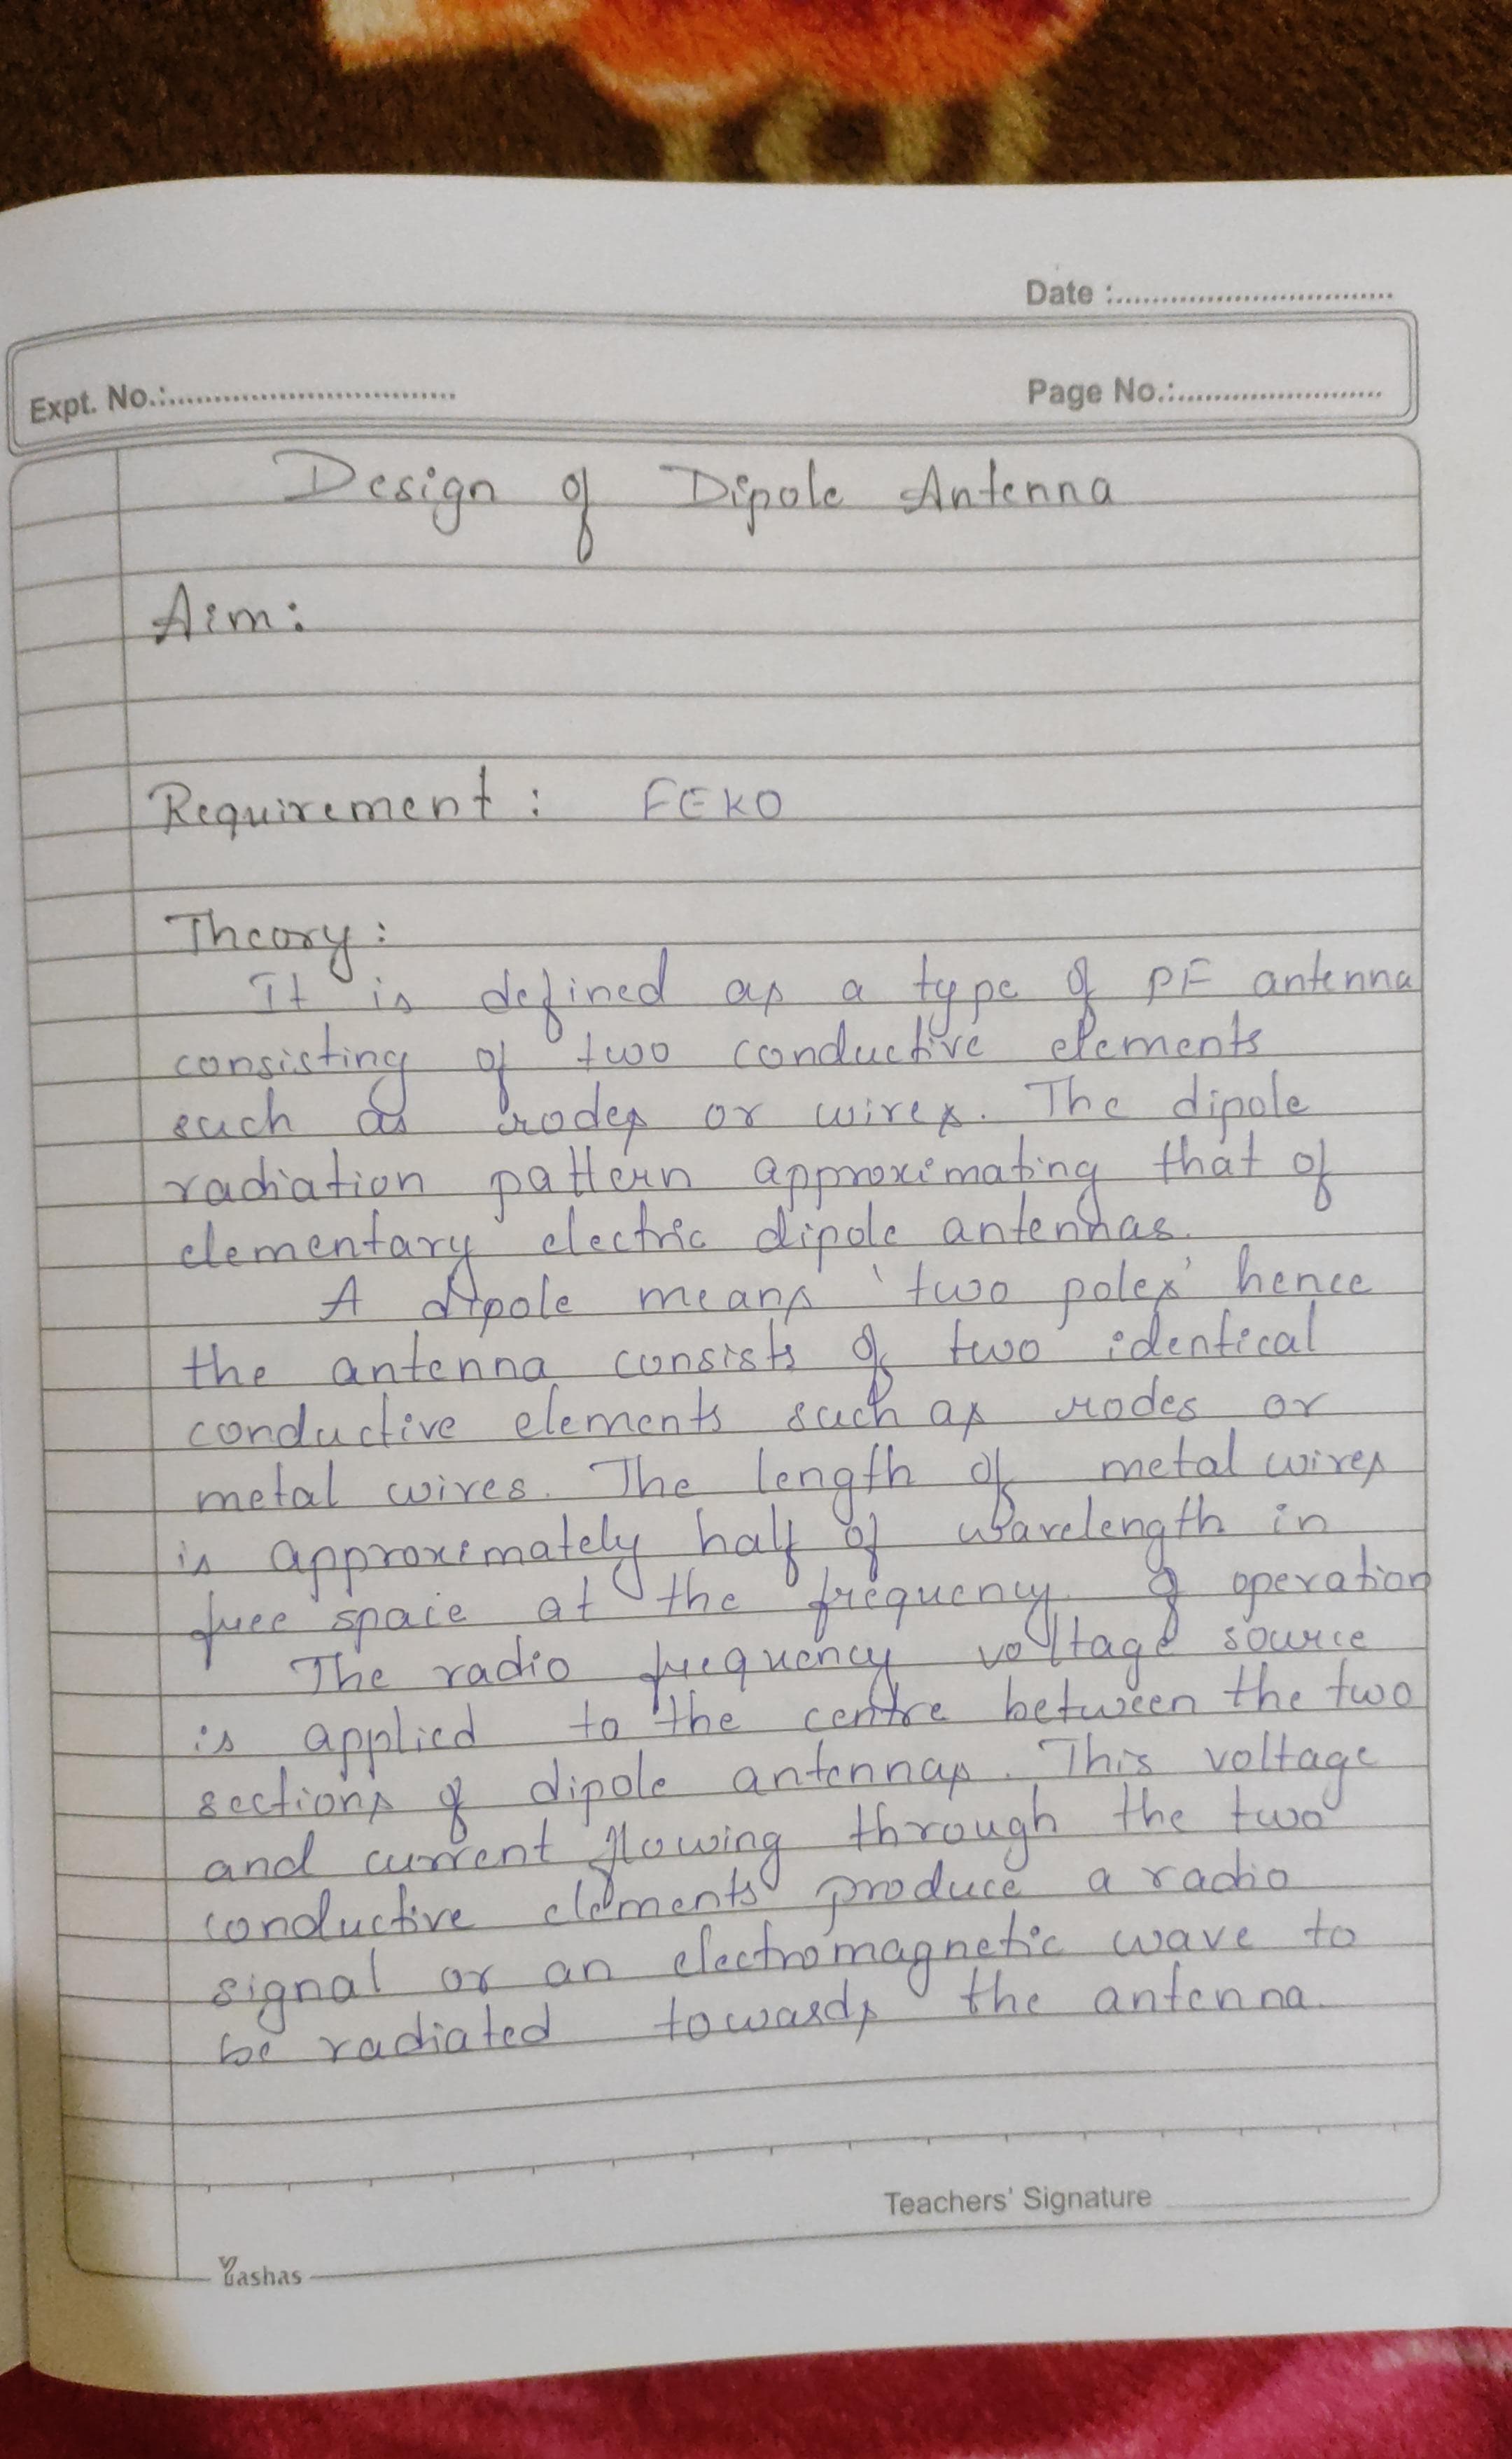 Date :
Expt. No.:
Page No.:
Design of Dipole Antenna
Aim:
Requirement : FEKO
Theory:
It is defined as a type of RF antenna
consisting of two conductive elements
such as rodes or wires. The dipole
radiation pattern approximating that of
elementary electric dipole antennas.
A dipole means 'two poles' hence
the antenna consists of two identical
conductive elements such as rodes or
metal wires. The length of metal wires
is approximately half of wavelength in
free space at the frequency of operation
The radio frequency voltage source
is applied to the centre between the two
sections of dipole antennas. This voltage
and current flowing through the two
conductive elements produce a radio
signal or an electromagnetic wave to
be radiated towards the antenna.
Teachers' Signature
Yashas